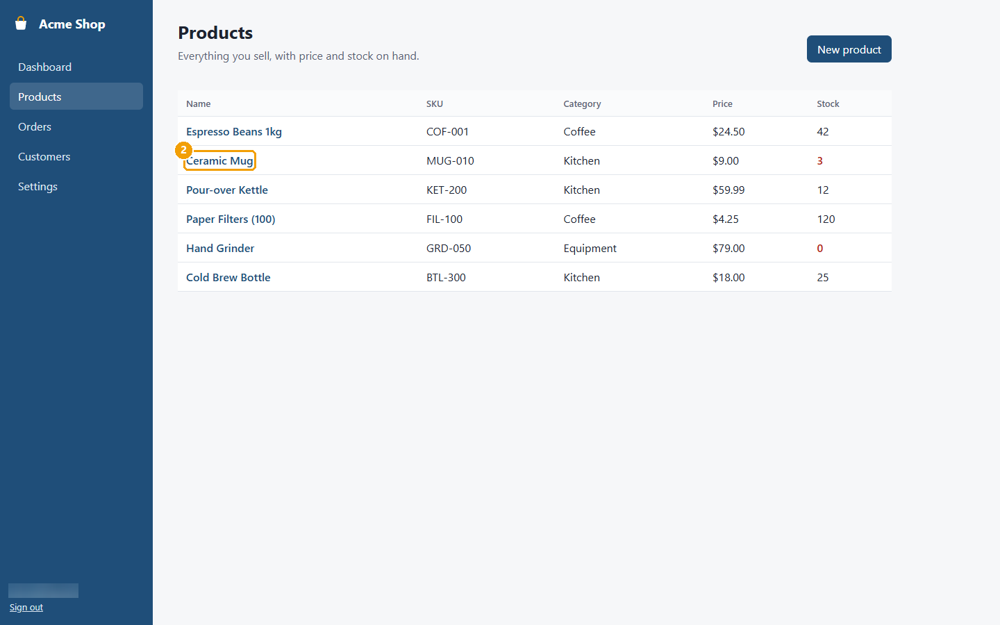 Acme Shop
Dashboard
Products
Orders
Customers
Settings
Sign out
Products
Everything you sell, with price and stock on hand.
New product
Name SKU Category Price Stock
Espresso Beans 1kg COF-001 Coffee $24.50 42
2
Ceramic Mug MUG-010 Kitchen $9.00 3
Pour-over Kettle KET-200 Kitchen $59.99 12
Paper Filters (100) FIL-100 Coffee $4.25 120
Hand Grinder GRD-050 Equipment $79.00 0
Cold Brew Bottle BTL-300 Kitchen $18.00 25